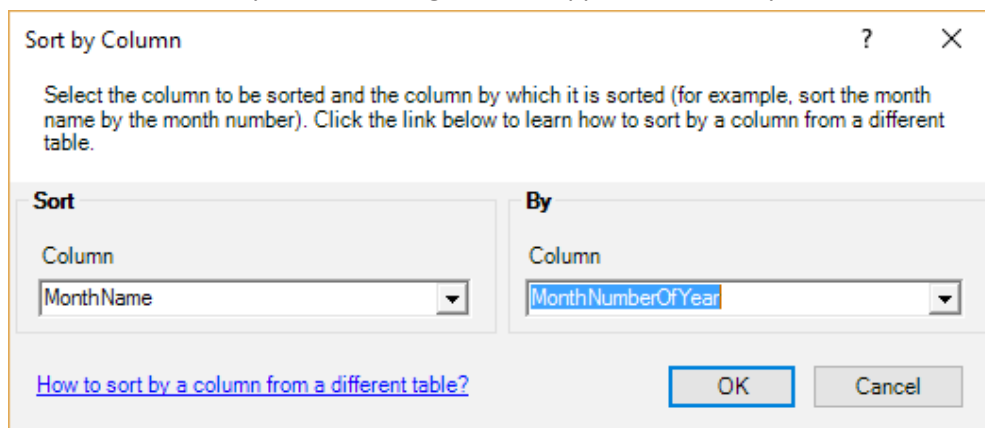 Sort by Column ? X
Select the column to be sorted and the column by which it is sorted (for example, sort the month
name by the month number). Click the link below to learn how to sort by a column from a different
table.
Sort By
Column Column
MonthName MonthNumberOfYear
How to sort by a column from a different table? OK Cancel